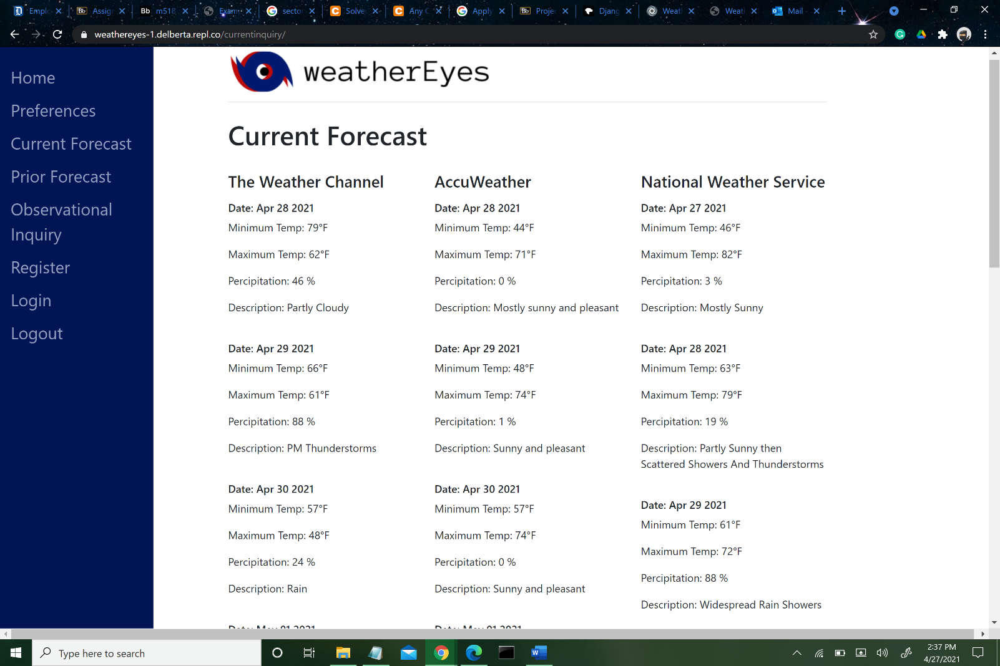 Emplo
Assig
m518
Exam
secto
Solve
Any C
Apply
Proje
Djang
Weat
Weat
Mail -
weathereyes-1.delberta.repl.co/currentinquiry/
weatherEyes
Home
Preferences
Current Forecast
Prior Forecast
Observational
Inquiry
Register
Login
Logout
Current Forecast
The Weather Channel
Date: Apr 28 2021
Minimum Temp: 79°F
Maximum Temp: 62°F
Percipitation: 46 %
Description: Partly Cloudy
Date: Apr 29 2021
Minimum Temp: 66°F
Maximum Temp: 61°F
Percipitation: 88 %
Description: PM Thunderstorms
Date: Apr 30 2021
Minimum Temp: 57°F
Maximum Temp: 48°F
Percipitation: 24 %
Description: Rain
Date: May 01 2021
AccuWeather
Date: Apr 28 2021
Minimum Temp: 44°F
Maximum Temp: 71°F
Percipitation: 0 %
Description: Mostly sunny and pleasant
Date: Apr 29 2021
Minimum Temp: 48°F
Maximum Temp: 74°F
Percipitation: 1 %
Description: Sunny and pleasant
Date: Apr 30 2021
Minimum Temp: 57°F
Maximum Temp: 74°F
Percipitation: 0 %
Description: Sunny and pleasant
Date: May 01 2021
National Weather Service
Date: Apr 27 2021
Minimum Temp: 46°F
Maximum Temp: 82°F
Percipitation: 3 %
Description: Mostly Sunny
Date: Apr 28 2021
Minimum Temp: 63°F
Maximum Temp: 79°F
Percipitation: 19 %
Description: Partly Sunny then
Scattered Showers And Thunderstorms
Date: Apr 29 2021
Minimum Temp: 61°F
Maximum Temp: 72°F
Percipitation: 88 %
Description: Widespread Rain Showers
Type here to search
2:37 PM
4/27/2021